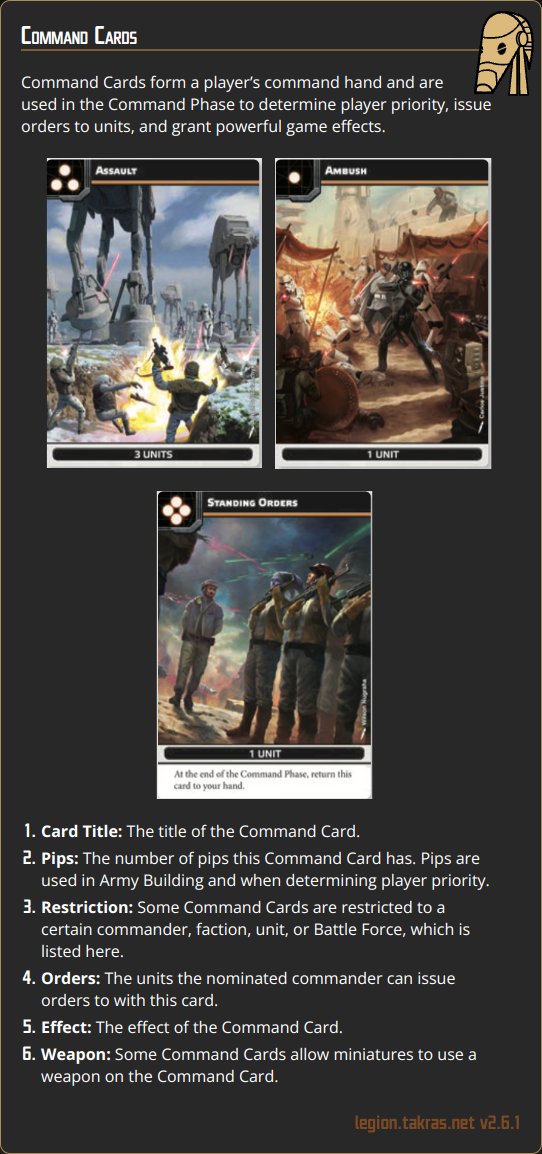 Command Cards
Command Cards form a player's command hand and are
used in the Command Phase to determine player priority, issue
orders to units, and grant powerful game effects.
Assault
3 UNITS
Ambush
1 UNIT
Standing Orders
1 UNIT
At the end of the Command Phase, return this
card to your hand.
1. Card Title: The title of the Command Card.
2. Pips: The number of pips this Command Card has. Pips are
used in Army Building and when determining player priority.
3. Restriction: Some Command Cards are restricted to a
certain commander, faction, unit, or Battle Force, which is
listed here.
4. Orders: The units the nominated commander can issue
orders to with this card.
5. Effect: The effect of the Command Card.
6. Weapon: Some Command Cards allow miniatures to use a
weapon on the Command Card.
legion.takras.net v2.6.1